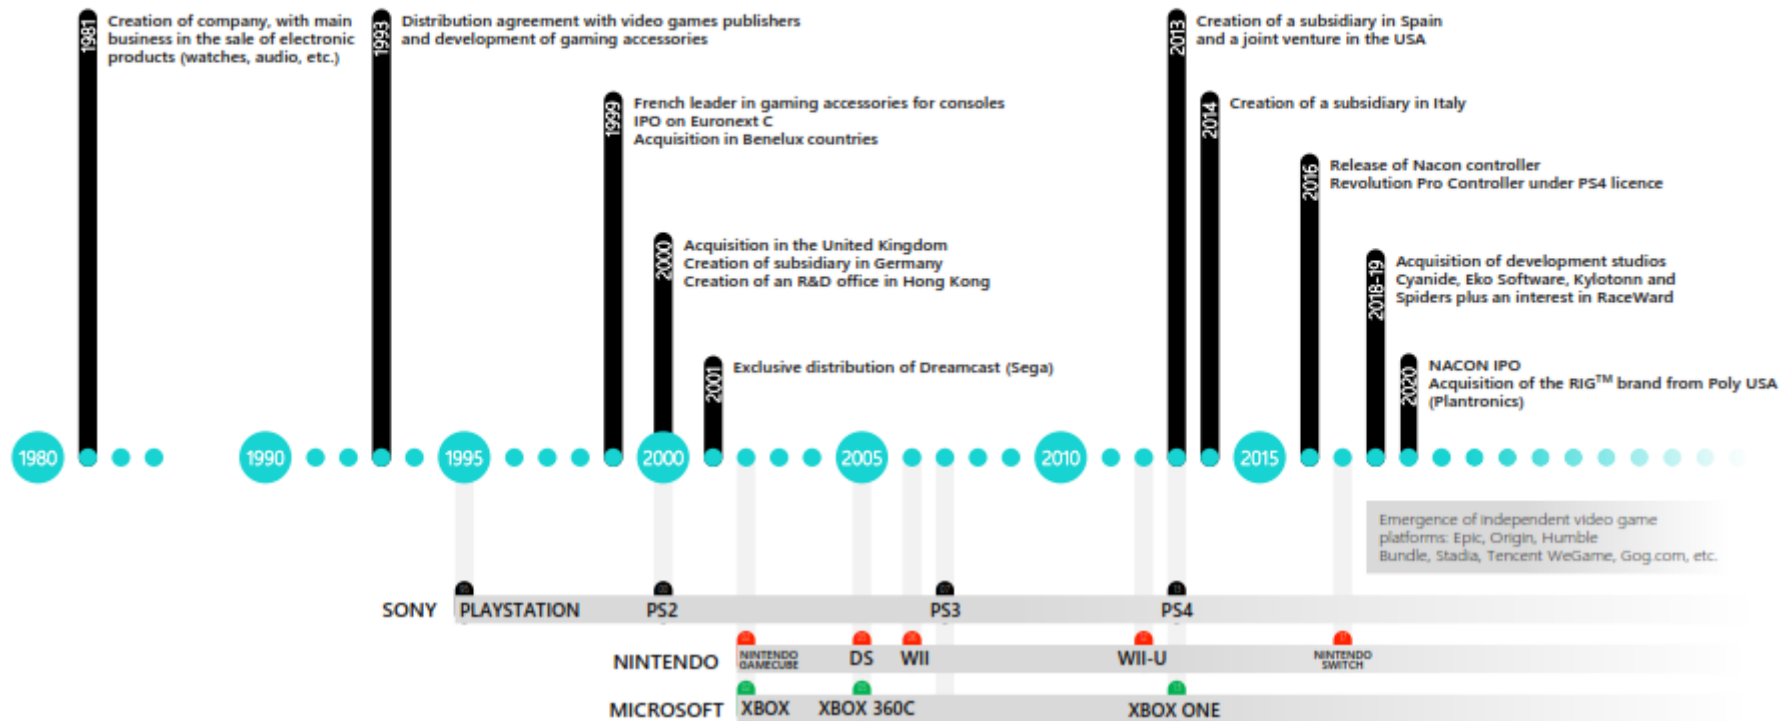 1981
Creation of company, with main
business in the sale of electronic
products (watches, audio, etc.)
1993
Distribution agreement with video games publishers
and development of gaming accessories
1999
French leader in gaming accessories for consoles
IPO on Euronext C
Acquisition in Benelux countries
2000
Acquisition in the United Kingdom
Creation of subsidiary in Germany
Creation of an R&D office in Hong Kong
2001
Exclusive distribution of Dreamcast (Sega)
2013
Creation of a subsidiary in Spain
and a joint venture in the USA
2014
Creation of a subsidiary in Italy
2016
Release of Nacon controller
Revolution Pro Controller under PS4 licence
2018-19
Acquisition of development studios
Cyanide, Eko Software, Kylotonn and
Spiders plus an interest in RaceWard
2020
NACON IPO
Acquisition of the RIG™ brand from Poly USA
(Plantronics)
1980 1990 1995 2000 2005 2010 2015
Emergence of independent video game
platforms: Epic, Origin, Humble
Bundle, Stadia, Tencent WeGame, Gog.com, etc.
SONY PLAYSTATION PS2 PS3 PS4
NINTENDO NINTENDO GAMECUBE DS WII WII-U NINTENDO SWITCH
MICROSOFT XBOX XBOX 360C XBOX ONE